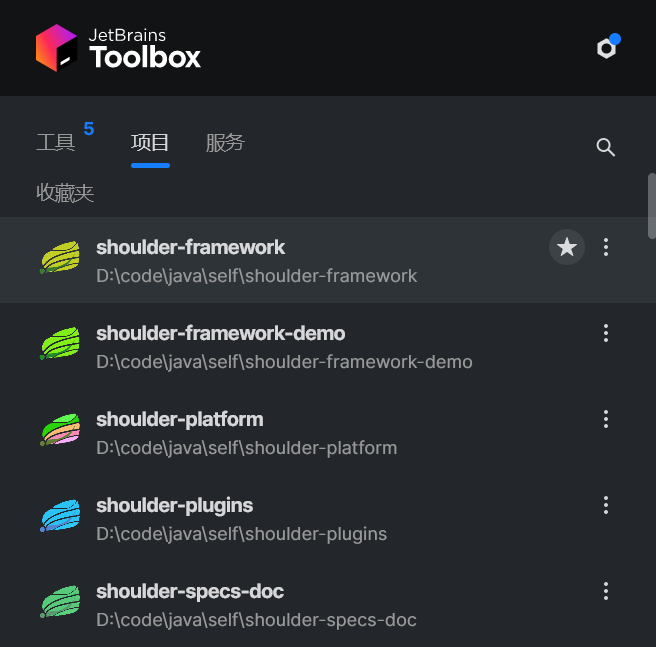 JetBrains
Toolbox
工具 5 项目 服务
收藏夹
shoulder-framework
D:\code\java\self\shoulder-framework
shoulder-framework-demo
D:\code\java\self\shoulder-framework-demo
shoulder-platform
D:\code\java\self\shoulder-platform
shoulder-plugins
D:\code\java\self\shoulder-plugins
shoulder-specs-doc
D:\code\java\self\shoulder-specs-doc